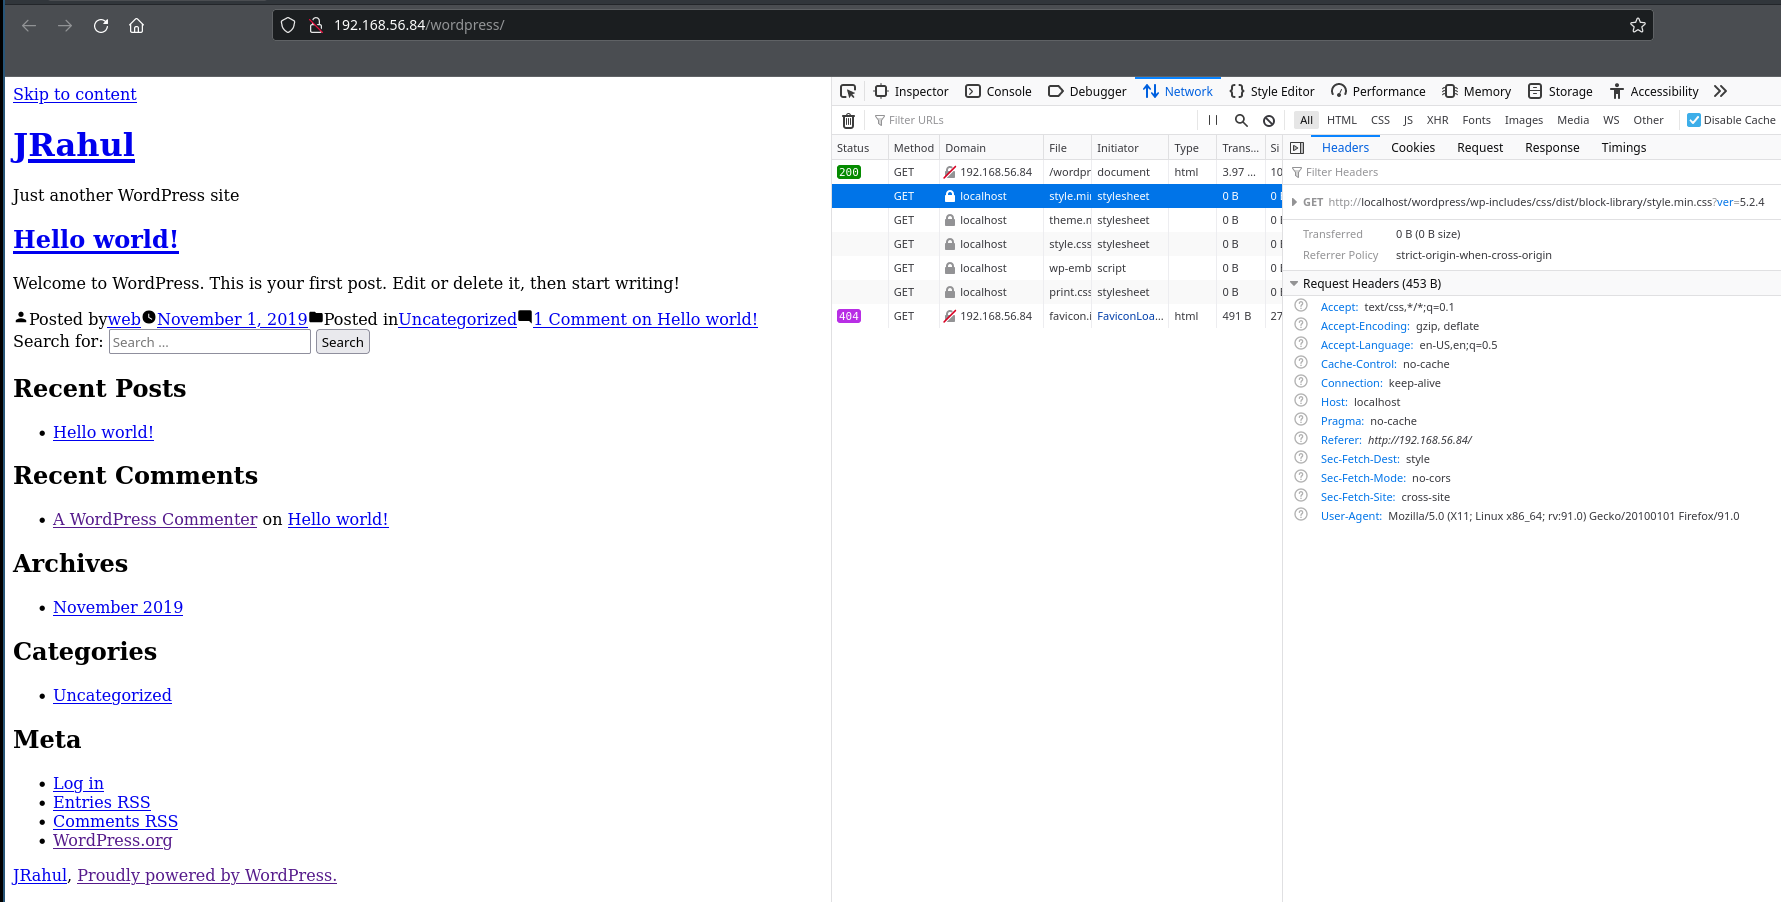 192.168.56.84/wordpress/
Skip to content
JRahul
Just another WordPress site
Hello world!
Welcome to WordPress. This is your first post. Edit or delete it, then start writing!
Posted by web November 1, 2019 Posted in Uncategorized 1 Comment on Hello world!
Search for: Search … Search
Recent Posts
Hello world!
Recent Comments
A WordPress Commenter on Hello world!
Archives
November 2019
Categories
Uncategorized
Meta
Log in
Entries RSS
Comments RSS
WordPress.org
JRahul, Proudly powered by WordPress.
Inspector Console Debugger Network Style Editor Performance Memory Storage Accessibility
Filter URLs All HTML CSS JS XHR Fonts Images Media WS Other Disable Cache
Status Method Domain File Initiator Type Trans… Si
200 GET 192.168.56.84 /wordpr document html 3.97 … 10
GET localhost style.mi stylesheet 0 B 0
GET localhost theme.m stylesheet 0 B 0
GET localhost style.css stylesheet 0 B 0
GET localhost wp-emb script 0 B 0
GET localhost print.css stylesheet 0 B 0
404 GET 192.168.56.84 favicon.i FaviconLoa… html 491 B 27
Headers Cookies Request Response Timings
Filter Headers
GET http://localhost/wordpress/wp-includes/css/dist/block-library/style.min.css?ver=5.2.4
Transferred 0 B (0 B size)
Referrer Policy strict-origin-when-cross-origin
Request Headers (453 B)
Accept: text/css,*/*;q=0.1
Accept-Encoding: gzip, deflate
Accept-Language: en-US,en;q=0.5
Cache-Control: no-cache
Connection: keep-alive
Host: localhost
Pragma: no-cache
Referer: http://192.168.56.84/
Sec-Fetch-Dest: style
Sec-Fetch-Mode: no-cors
Sec-Fetch-Site: cross-site
User-Agent: Mozilla/5.0 (X11; Linux x86_64; rv:91.0) Gecko/20100101 Firefox/91.0